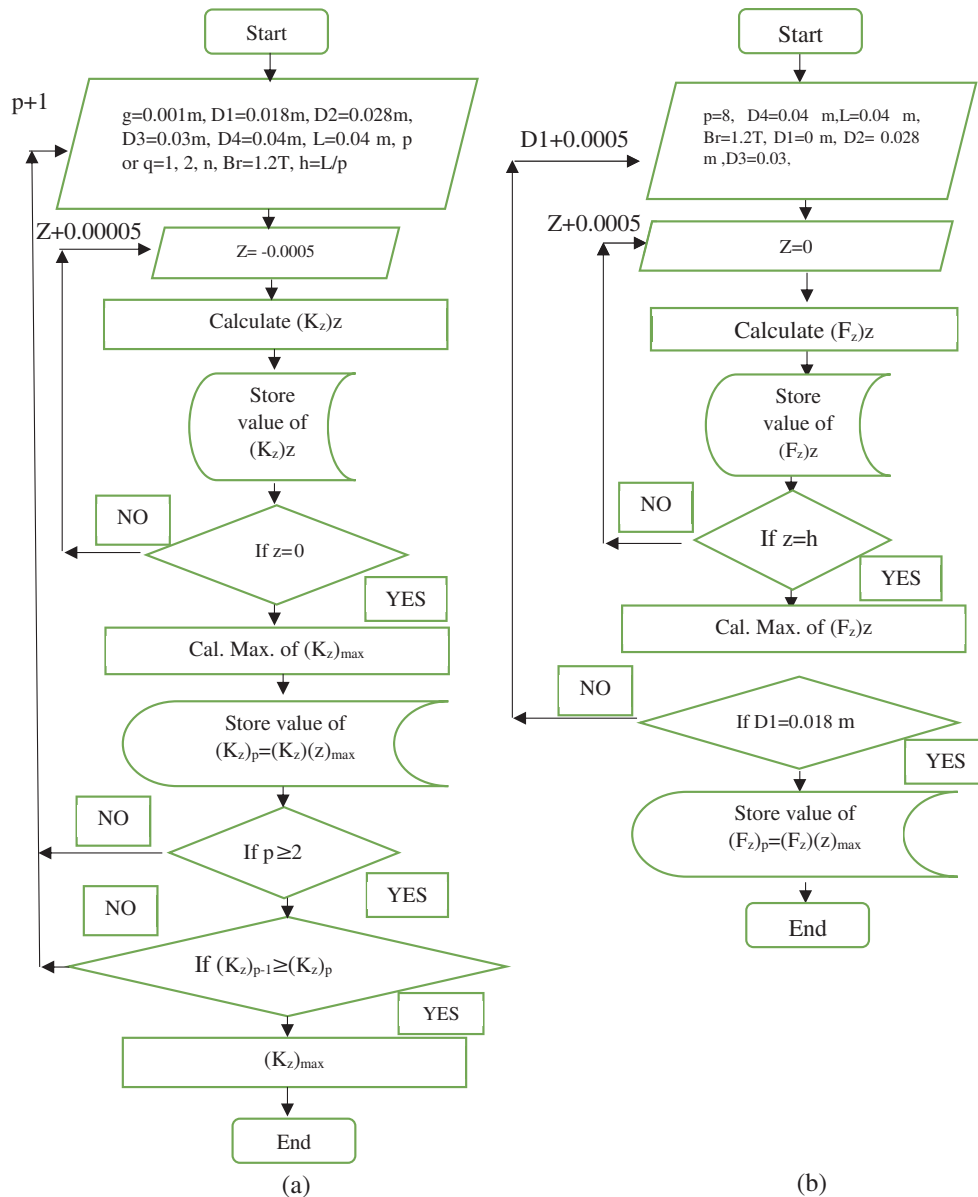 Start
p+1
g=0.001m, D1=0.018m, D2=0.028m,
D3=0.03m, D4=0.04m, L=0.04 m, p
or q=1, 2, n, Br=1.2T, h=L/p
Z+0.00005
Z= -0.0005
Calculate (Kz)z
Store
value of
(Kz)z
NO
If z=0
YES
Cal. Max. of (Kz)max
Store value of
(Kz)p=(Kz)(z)max
NO
If p≥2
YES
NO
If (Kz)p-1≥(Kz)p
YES
(Kz)max
End
(a)
Start
D1+0.0005
p=8, D4=0.04 m,L=0.04 m,
Br=1.2T, D1=0 m, D2= 0.028
m ,D3=0.03,
Z+0.0005
Z=0
Calculate (Fz)z
Store
value of
(Fz)z
NO
If z=h
YES
Cal. Max. of (Fz)z
NO
If D1=0.018 m
YES
Store value of
(Fz)p=(Fz)(z)max
End
(b)